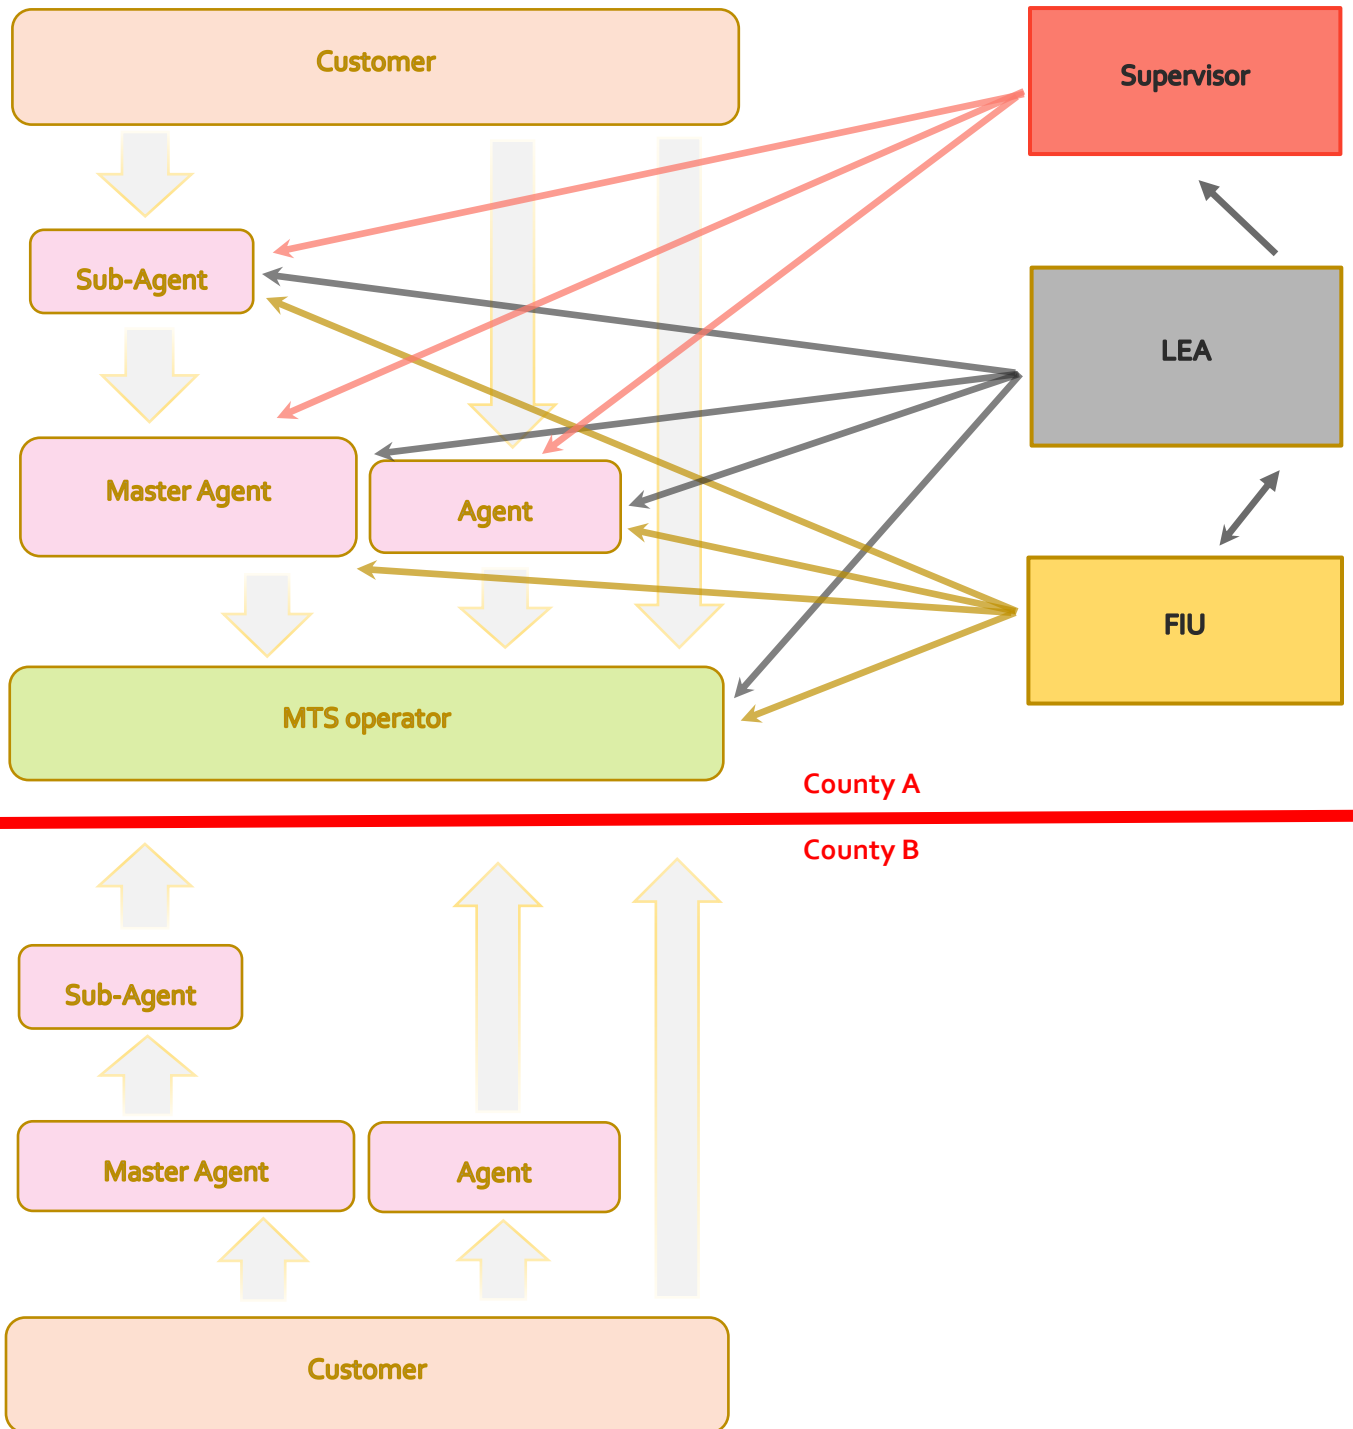 Customer
Supervisor
Sub-Agent
LEA
Master Agent
Agent
FIU
MTS operator
County A
County B
Sub-Agent
Master Agent
Agent
Customer